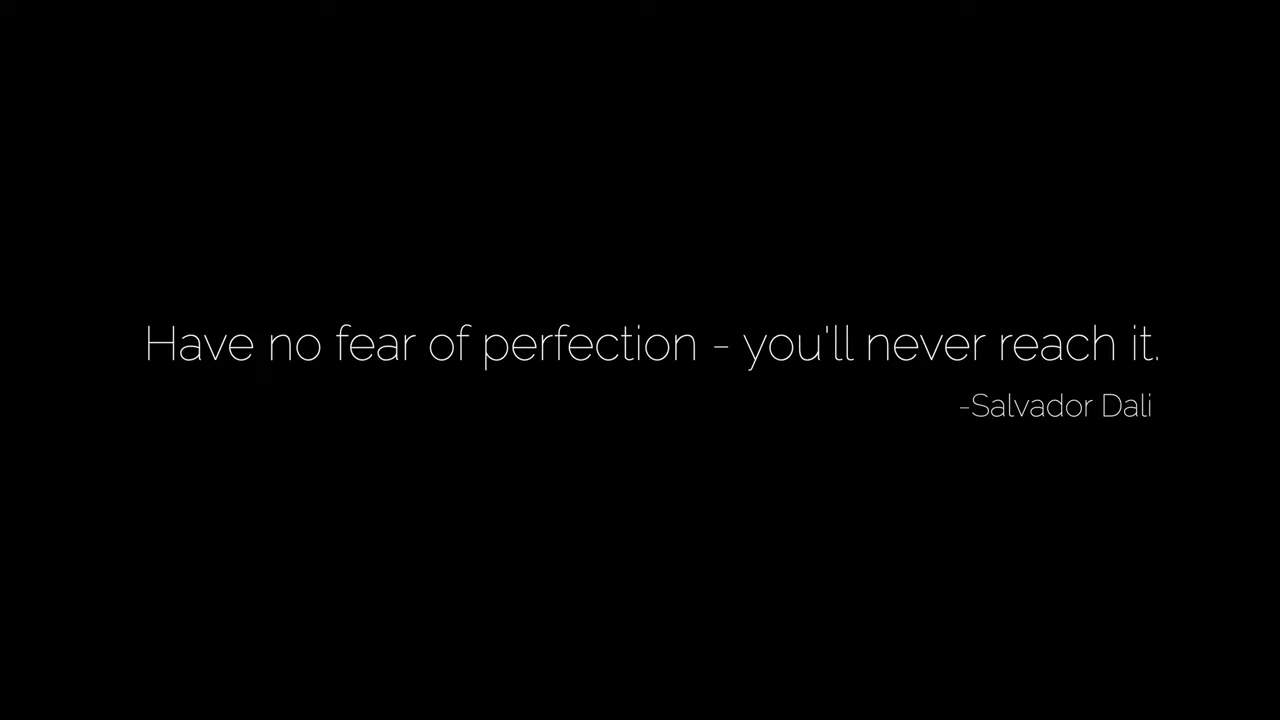 Have no fear of perfection - you'll never reach it.
-Salvador Dali